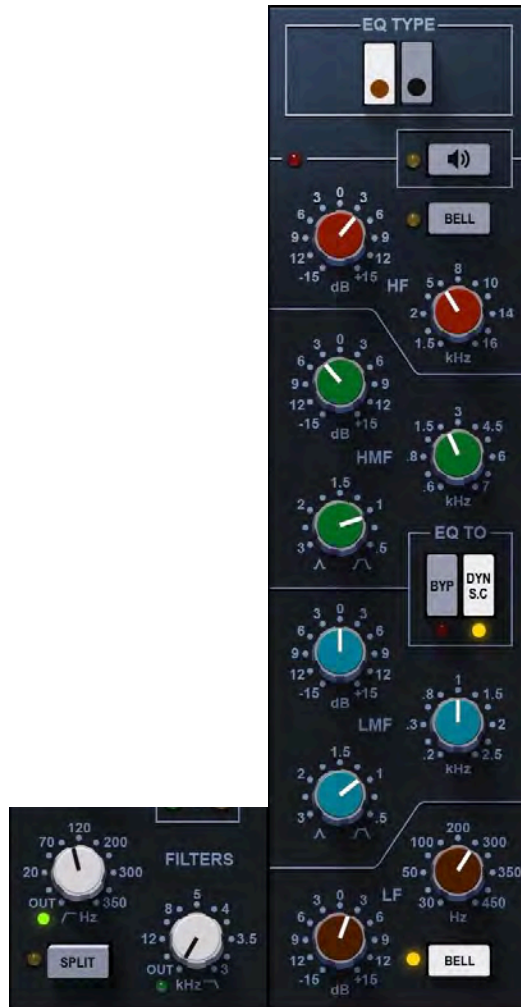 EQ TYPE
BELL
3 0 3
6 6
9 9
12 12
-15 +15
dB
HF
8
5 10
2 14
1.5 16
kHz
3 0 3
6 6
9 9
12 12
-15 +15
dB
HMF
3
1.5 4.5
.8 6
.6 7
kHz
1.5
2 1
3 .5
EQ TO
BYP
DYN
S.C
3 0 3
6 6
9 9
12 12
-15 +15
dB
LMF
1
.8 1.5
.3 2
.2 2.5
kHz
1.5
2 1
3 .5
LF
200
100 300
50 350
30 450
Hz
3 0 3
6 6
9 9
12 12
-15 +15
dB
BELL
FILTERS
120
70 200
20 300
OUT 350
Hz
SPLIT
5
8 4
12 3.5
OUT 3
kHz